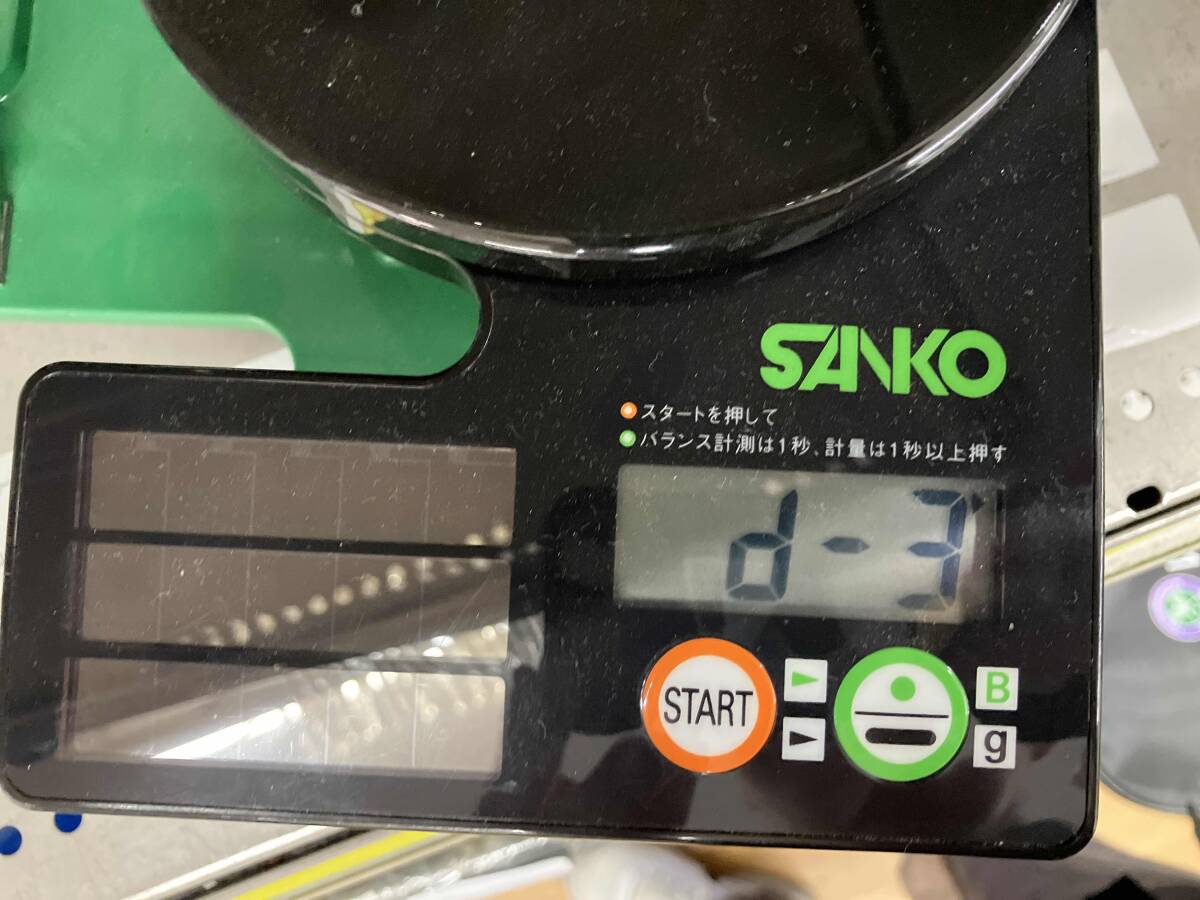 SANKO
スタートを押して
バランス計測は1秒、計量は1秒以上押す
d-3
START
B
g